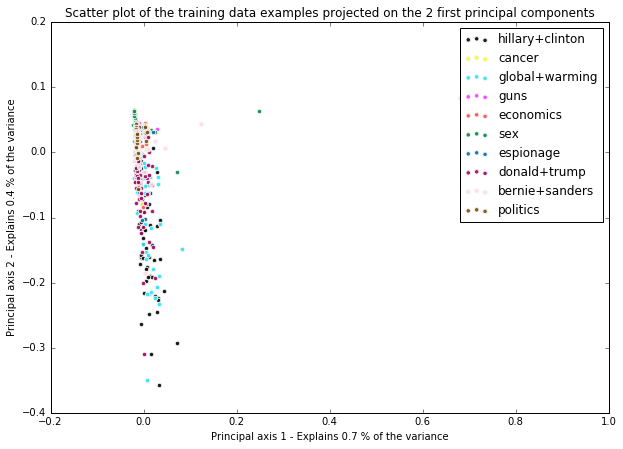 Scatter plot of the training data examples projected on the 2 first principal components
0.2
0.1
0.0
−0.1
−0.2
−0.3
−0.4
Principal axis 2 - Explains 0.4 % of the variance
hillary+clinton
cancer
global+warming
guns
economics
sex
espionage
donald+trump
bernie+sanders
politics
−0.2
0.0
0.2
0.4
0.6
0.8
1.0
Principal axis 1 - Explains 0.7 % of the variance